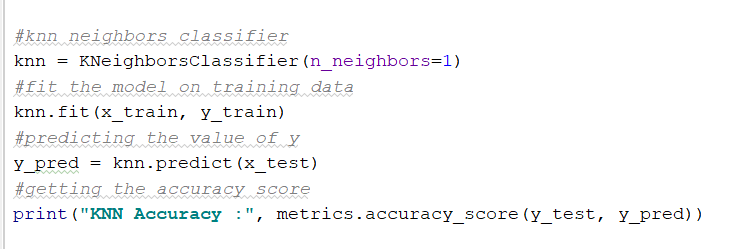 #knn neighbors classifier
knn = KNeighborsClassifier(n_neighbors=1)
#fit the model on training data
knn.fit(x_train, y_train)
#predicting the value of y
y_pred = knn.predict(x_test)
#getting the accuracy score
print("KNN Accuracy :", metrics.accuracy_score(y_test, y_pred))